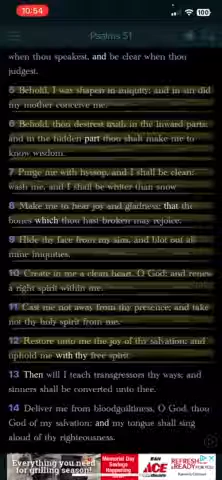 10:54
100
Psalms 51
when thou speakest, and be clear when thou
judgest.
5 Behold, I was shapen in iniquity; and in sin did
my mother conceive me.
6 Behold, thou desirest truth in the inward parts:
and in the hidden part thou shalt make me to
know wisdom.
7 Purge me with hyssop, and I shall be clean:
wash me, and I shall be whiter than snow.
8 Make me to hear joy and gladness; that the
bones which thou hast broken may rejoice.
9 Hide thy face from my sins, and blot out all
mine iniquities.
10 Create in me a clean heart, O God; and renew
a right spirit within me.
11 Cast me not away from thy presence; and take
not thy holy spirit from me.
12 Restore unto me the joy of thy salvation; and
uphold me with thy free spirit.
13 Then will I teach transgressors thy ways; and
sinners shall be converted unto thee.
14 Deliver me from bloodguiltiness, O God, thou
God of my salvation: and my tongue shall sing
aloud of thy righteousness.
Everything you need
for grilling season!
Memorial Day
Savings
Happening
ACE
REFRESH
& READY FOR YES